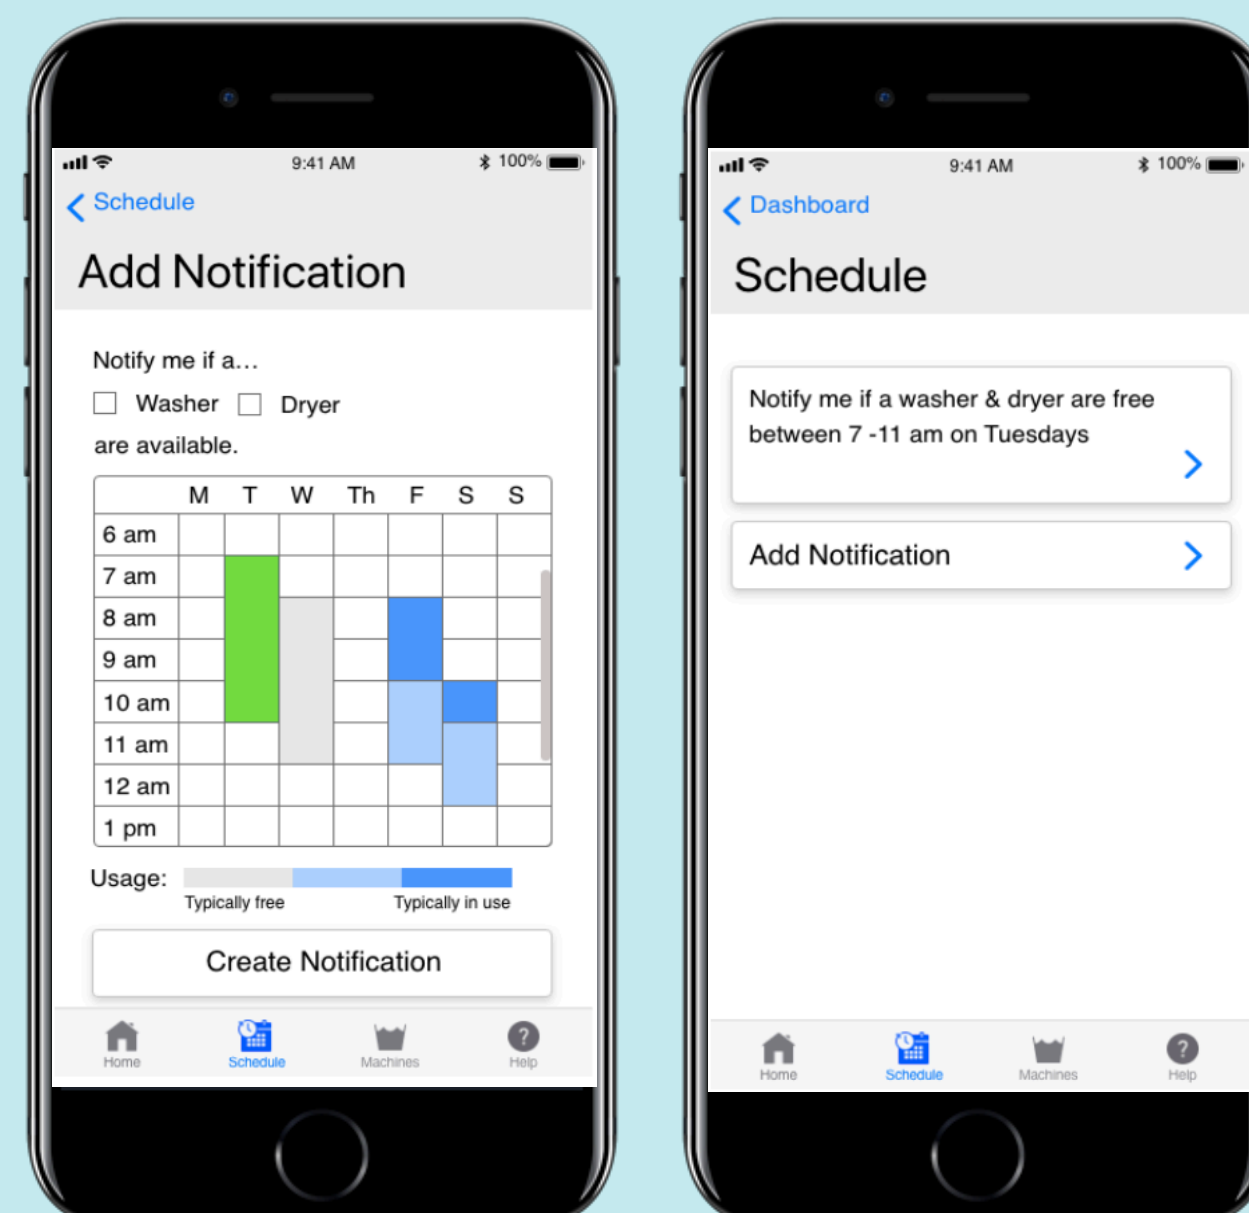 9:41 AM 100%
Schedule
Add Notification
Notify me if a...
Washer Dryer
are available.
M T W Th F S S
6 am
7 am
8 am
9 am
10 am
11 am
12 am
1 pm
Usage:
Typically free Typically in use
Create Notification
Home Schedule Machines Help
9:41 AM 100%
Dashboard
Schedule
Notify me if a washer & dryer are free
between 7 -11 am on Tuesdays
Add Notification
Home Schedule Machines Help